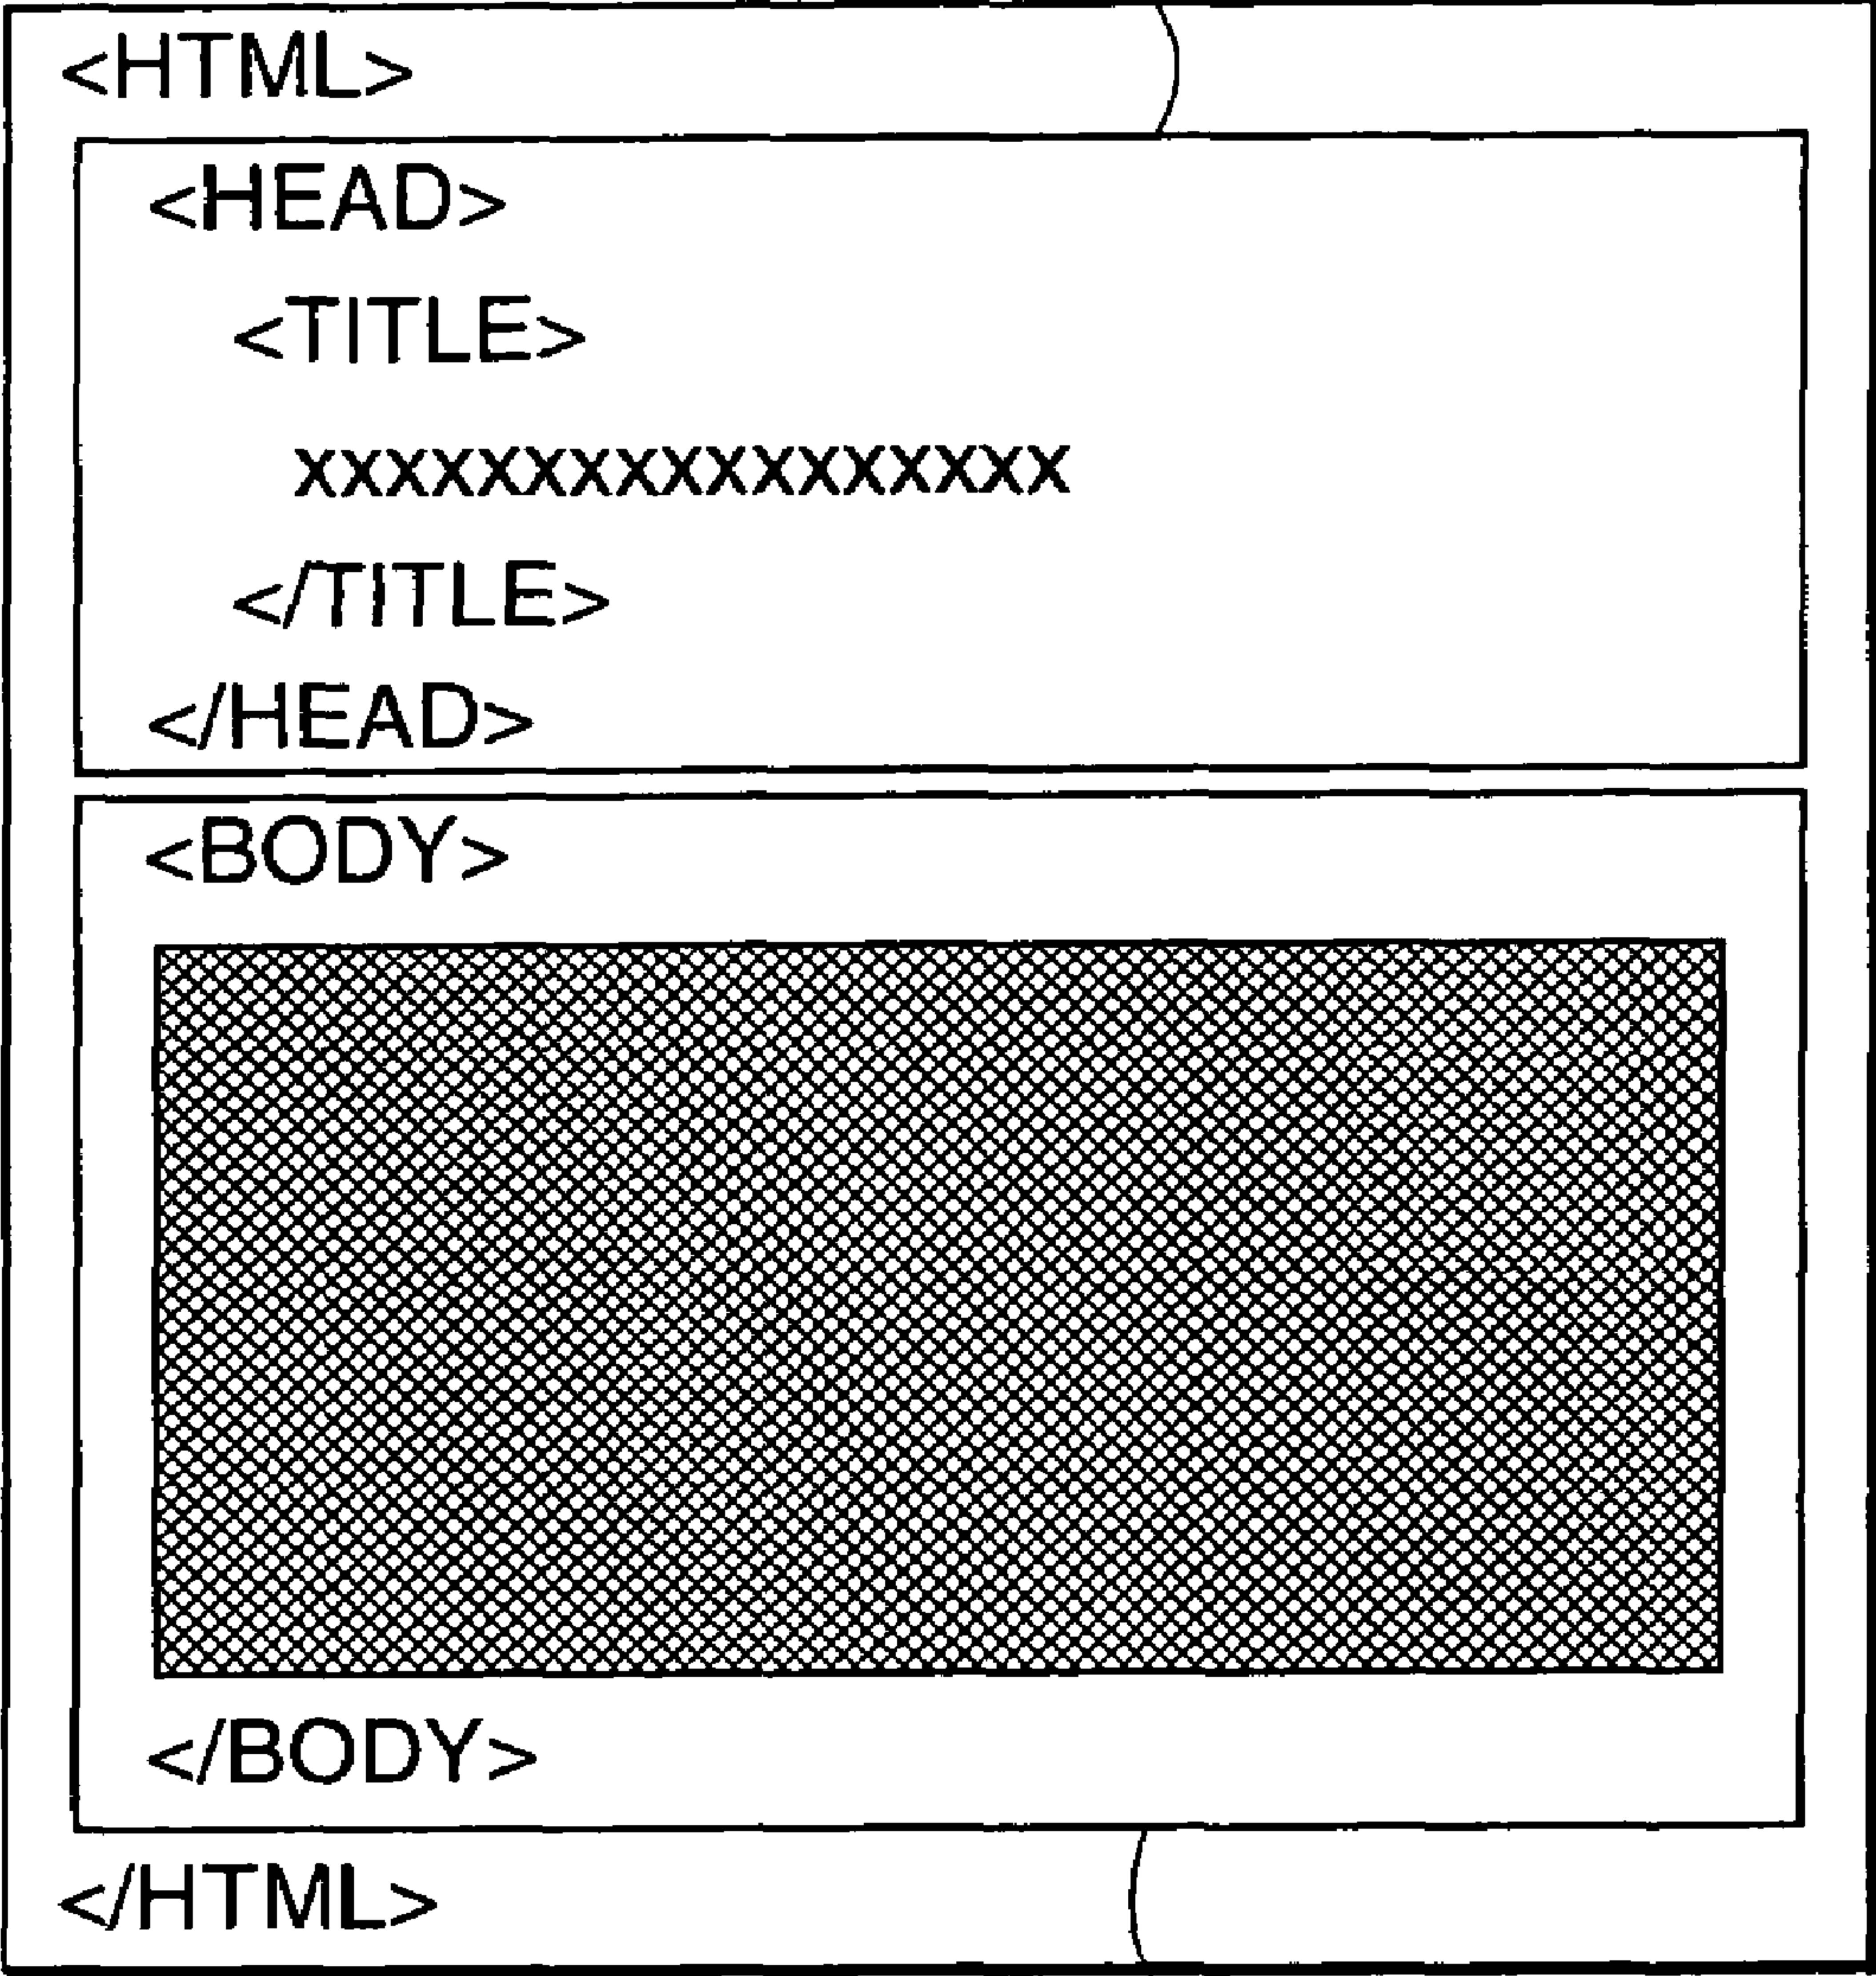 <HTML>
<HEAD>
<TITLE>
xxxxxxxxxxxxxxxxx
</TITLE>
</HEAD>
<BODY>
</BODY>
</HTML>